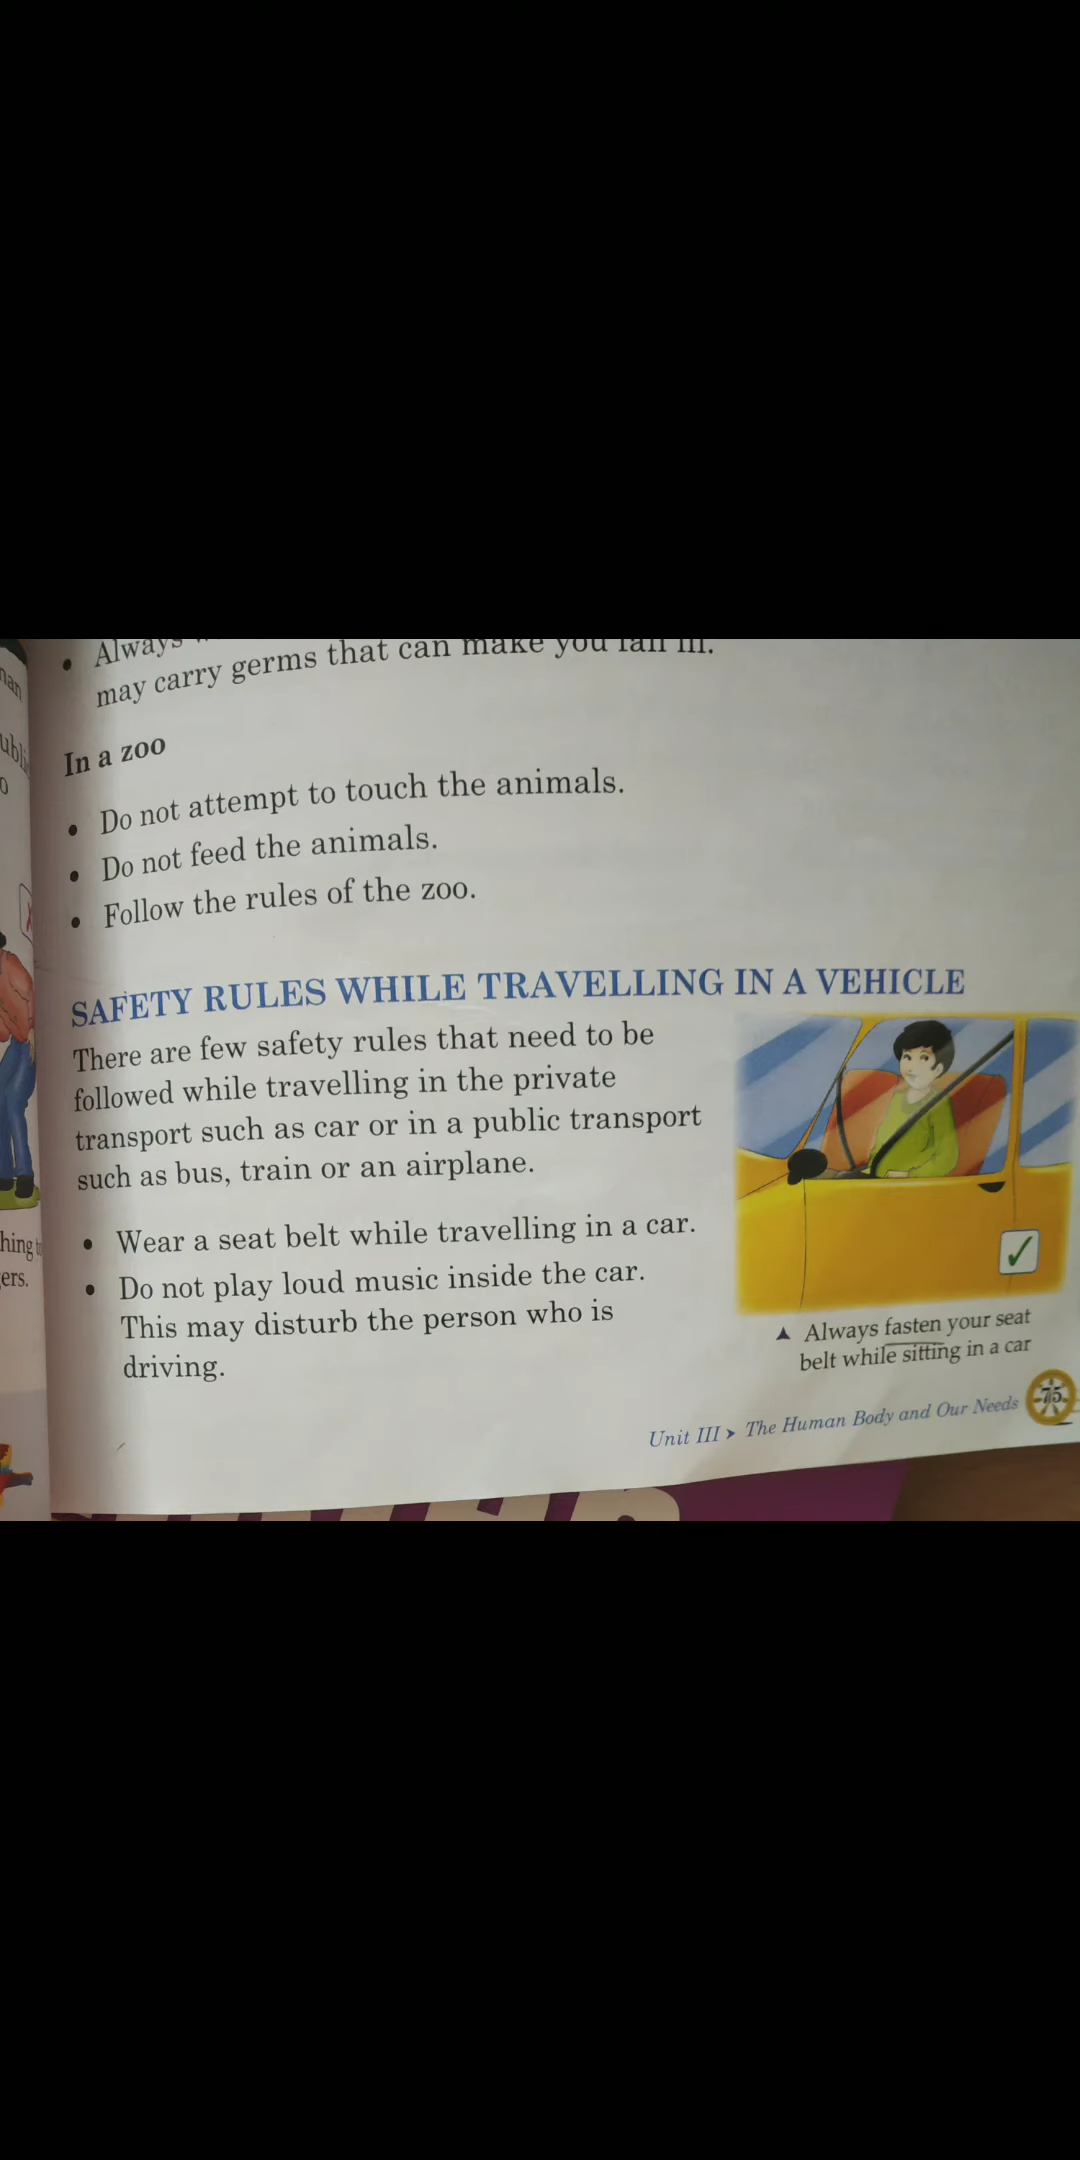 • Always
may carry germs that can make you fall ill.
In a zoo
• Do not attempt to touch the animals.
• Do not feed the animals.
• Follow the rules of the zoo.
SAFETY RULES WHILE TRAVELLING IN A VEHICLE
There are few safety rules that need to be
followed while travelling in the private
transport such as car or in a public transport
such as bus, train or an airplane.
• Wear a seat belt while travelling in a car.
• Do not play loud music inside the car.
This may disturb the person who is
driving.
▲ Always fasten your seat
belt while sitting in a car
Unit III > The Human Body and Our Needs 75
hing
ers.